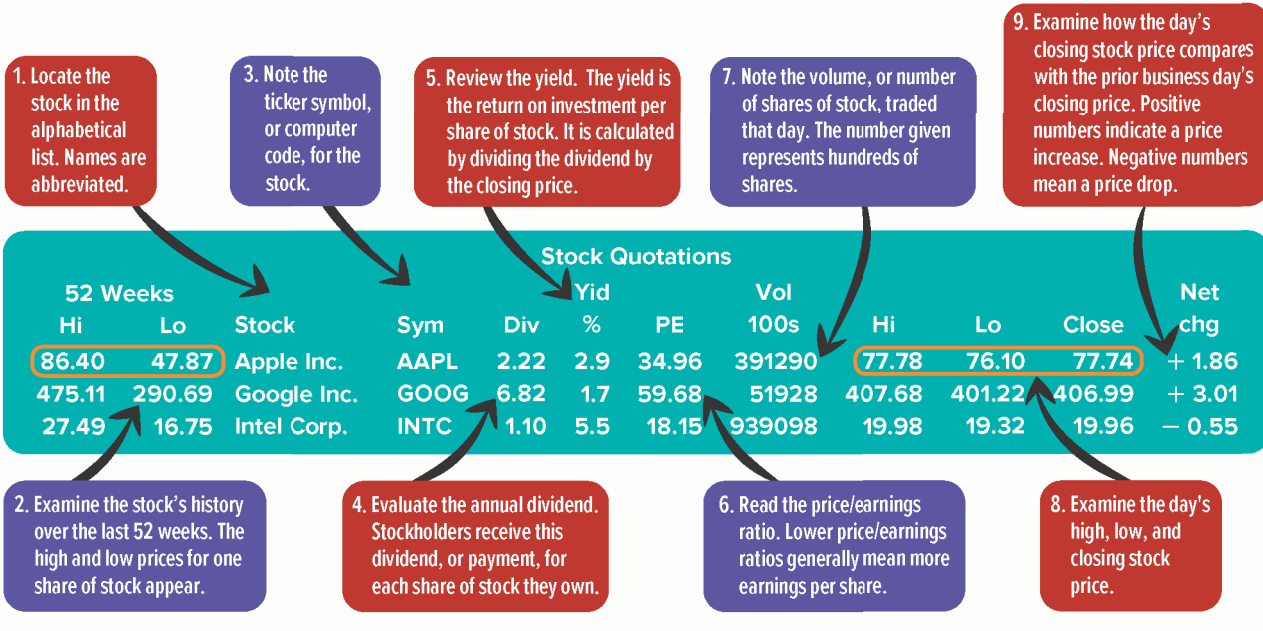 1. Locate the
stock in the
alphabetical
list. Names are
abbreviated.
3. Note the
ticker symbol,
or computer
code, for the
stock.
5. Review the yield. The yield is
the return on investment per
share of stock. It is calculated
by dividing the dividend by
the closing price.
7. Note the volume, or number
of shares of stock, traded
that day. The number given
represents hundreds of
shares.
9. Examine how the day's
closing stock price compares
with the prior business day's
closing price. Positive
numbers indicate a price
increase. Negative numbers
mean a price drop.
Stock Quotations
52 Weeks Yid Vol Net
Hi Lo Stock Sym Div % PE 100s Hi Lo Close chg
86.40 47.87 Apple Inc. AAPL 2.22 2.9 34.96 391290 77.78 76.10 77.74 + 1.86
475.11 290.69 Google Inc. GOOG 6.82 1.7 59.68 51928 407.68 401.22 406.99 + 3.01
27.49 16.75 Intel Corp. INTC 1.10 5.5 18.15 939098 19.98 19.32 19.96 − 0.55
2. Examine the stock's history
over the last 52 weeks. The
high and low prices for one
share of stock appear.
4. Evaluate the annual dividend.
Stockholders receive this
dividend, or payment, for
each share of stock they own.
6. Read the price/earnings
ratio. Lower price/earnings
ratios generally mean more
earnings per share.
8. Examine the day's
high, low, and
closing stock
price.